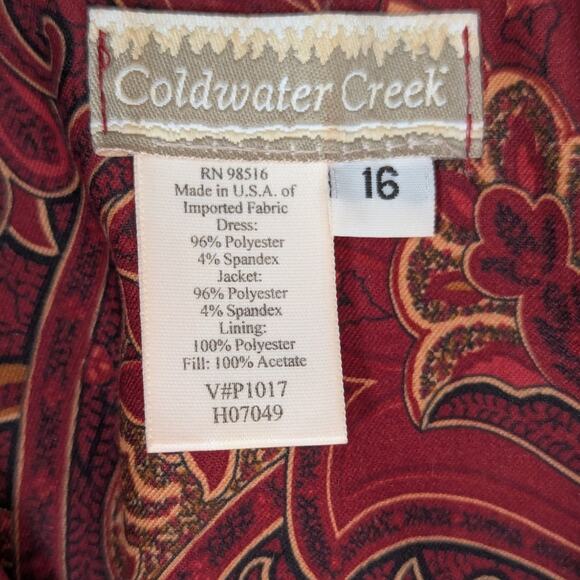 Coldwater Creek
16
RN 98516
Made in U.S.A. of
Imported Fabric
Dress:
96% Polyester
4% Spandex
Jacket:
96% Polyester
4% Spandex
Lining:
100% Polyester
Fill: 100% Acetate
V#P1017
H07049